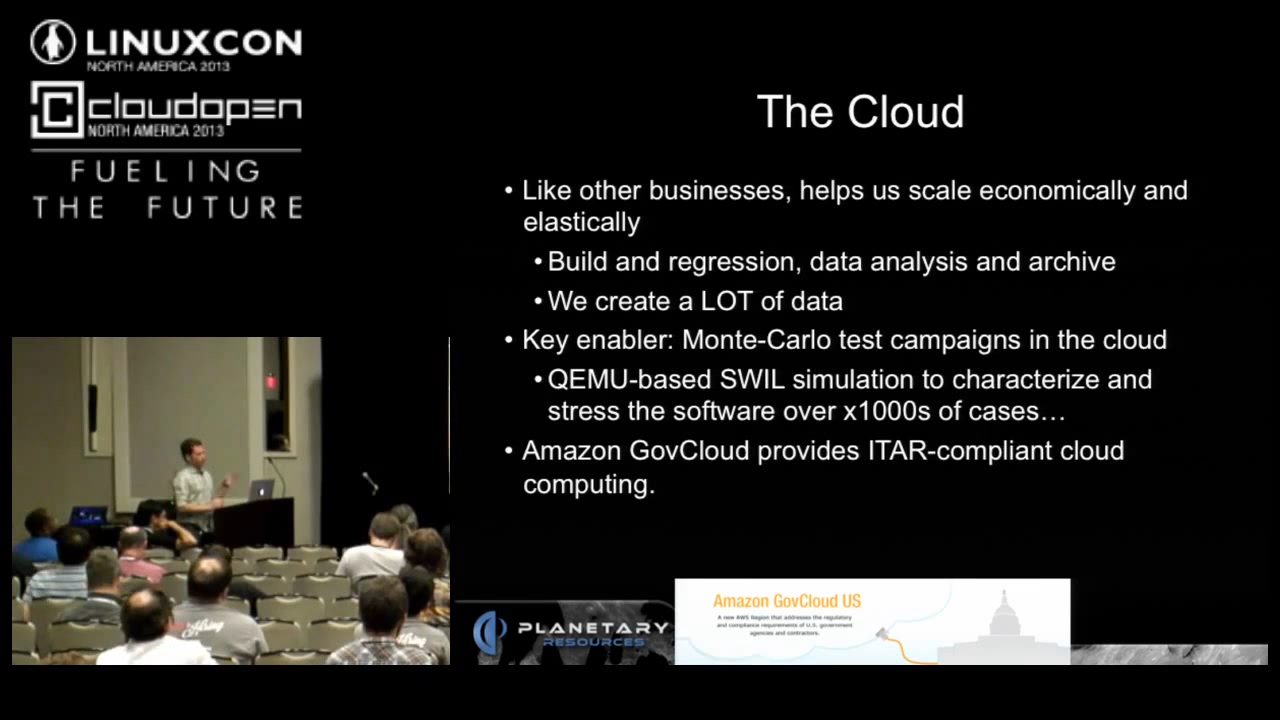 LINUXCON
NORTH AMERICA 2013
cloudopen
NORTH AMERICA 2013
FUELING
THE FUTURE
The Cloud
• Like other businesses, helps us scale economically and
elastically
• Build and regression, data analysis and archive
• We create a LOT of data
• Key enabler: Monte-Carlo test campaigns in the cloud
• QEMU-based SWIL simulation to characterize and
stress the software over x1000s of cases…
• Amazon GovCloud provides ITAR-compliant cloud
computing.
PLANETARY
RESOURCES
Amazon GovCloud US
A new AWS Region that addresses the regulatory
and compliance requirements of U.S. government
agencies and contractors.